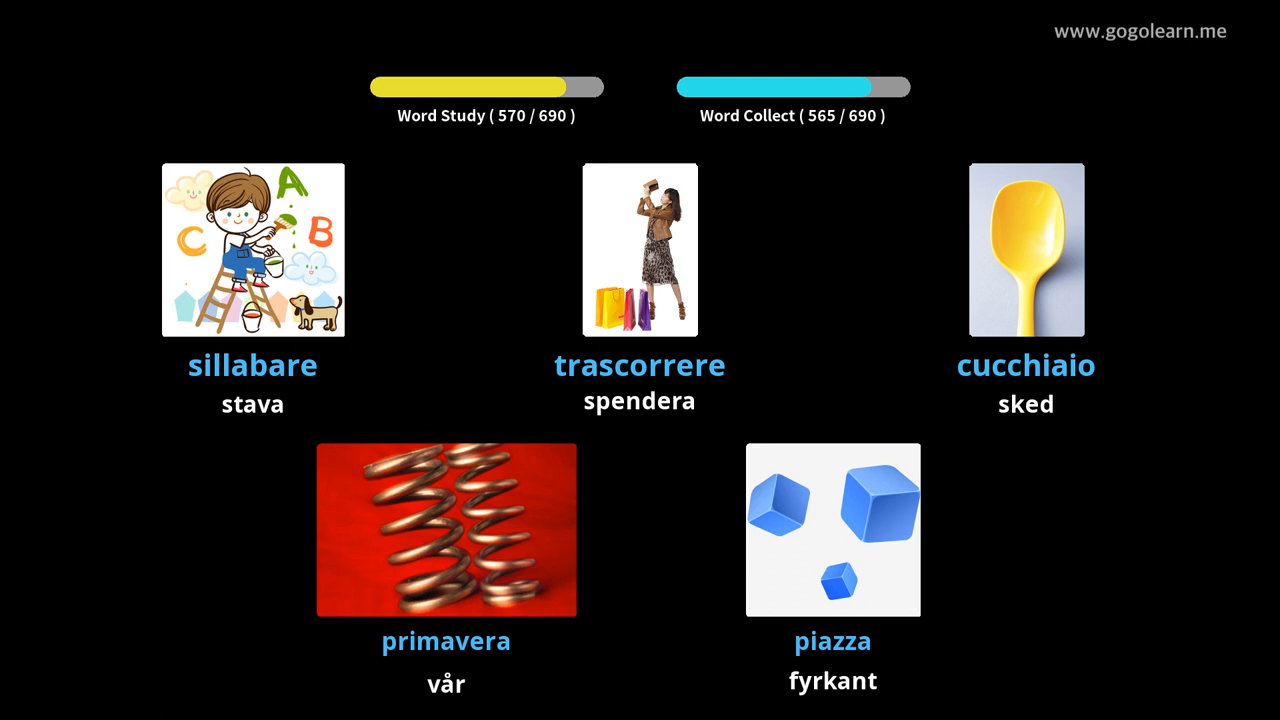 www.gogolearn.me
Word Study ( 570 / 690 )
Word Collect ( 565 / 690 )
A
B
C
sillabare
stava
trascorrere
spendera
cucchiaio
sked
primavera
vår
piazza
fyrkant